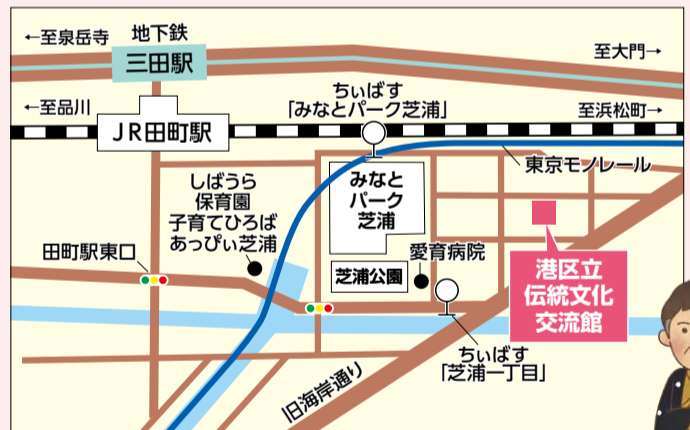 ←至泉岳寺
地下鉄
三田駅
至大門→
←至品川
JR田町駅
ちぃばす
「みなとパーク芝浦」
至浜松町→
東京モノレール
しばうら
保育園
子育てひろば
あっぴぃ芝浦
みなと
パーク
芝浦
田町駅東口
芝浦公園
愛育病院
港区立
伝統文化
交流館
ちぃばす
「芝浦一丁目」
旧海岸通り